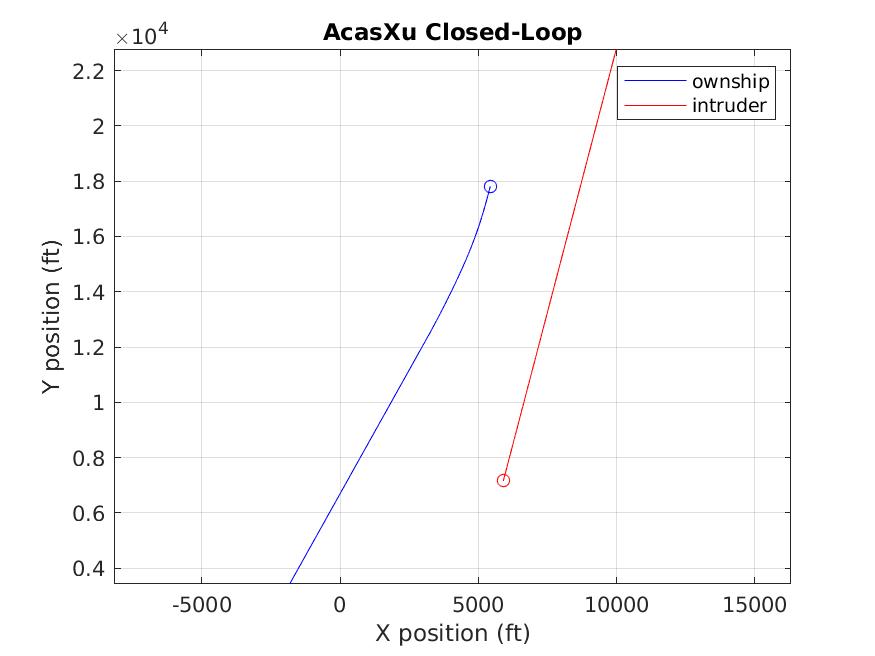 AcasXu Closed-Loop
×10⁴
ownship
intruder
2.2
2
1.8
1.6
1.4
1.2
1
0.8
0.6
0.4
Y position (ft)
-5000 0 5000 10000 15000
X position (ft)